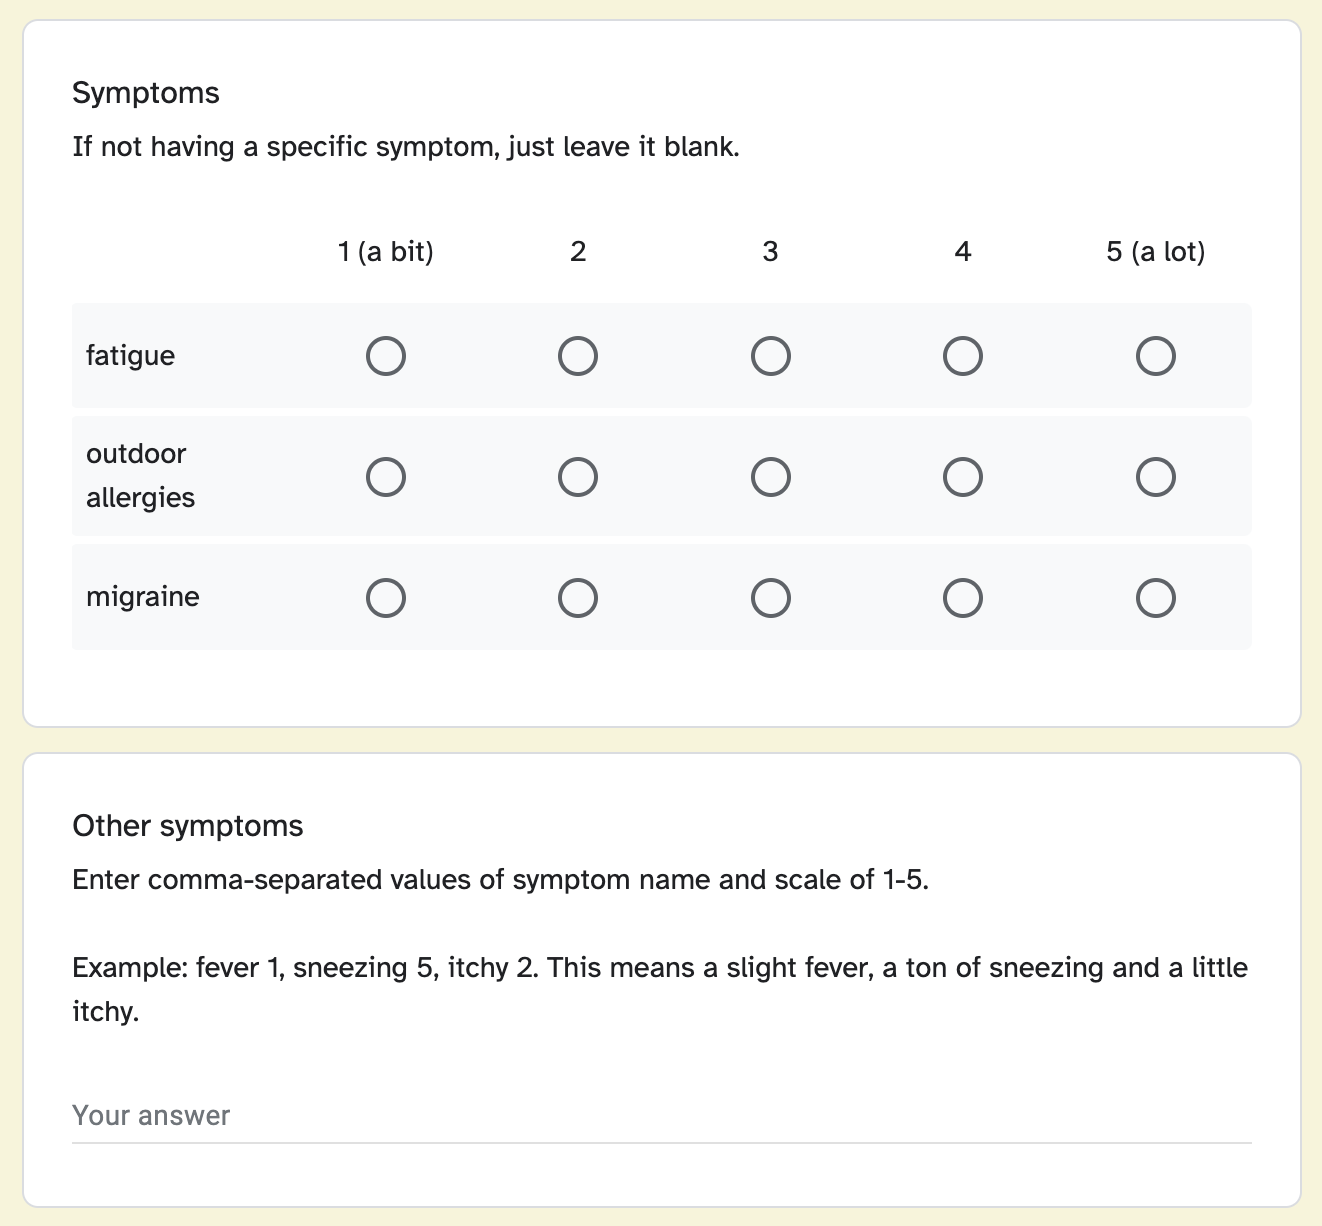 Symptoms
If not having a specific symptom, just leave it blank.
1 (a bit) 2 3 4 5 (a lot)
fatigue
outdoor
allergies
migraine
Other symptoms
Enter comma-separated values of symptom name and scale of 1-5.
Example: fever 1, sneezing 5, itchy 2. This means a slight fever, a ton of sneezing and a little
itchy.
Your answer